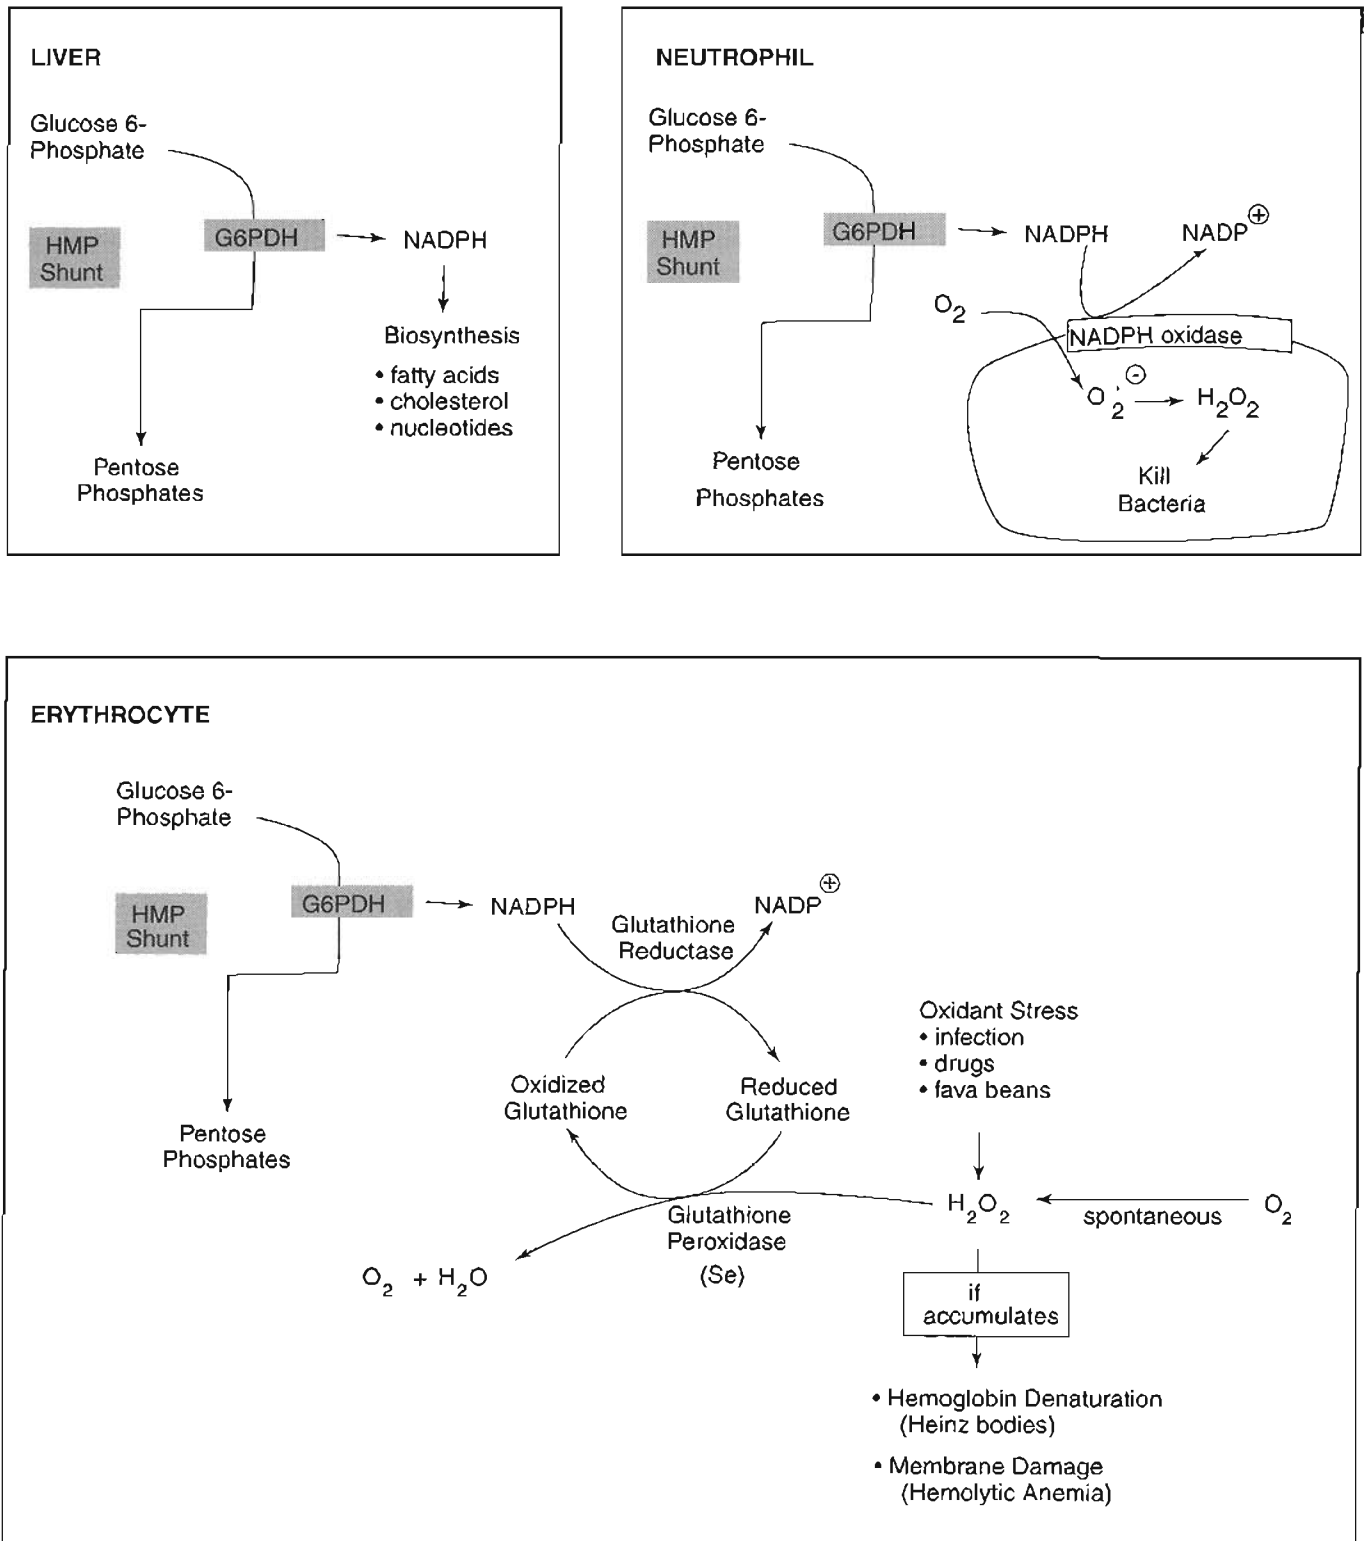 LIVER
Glucose 6-
Phosphate
HMP
Shunt
G6PDH
NADPH
Biosynthesis
• fatty acids
• cholesterol
• nucleotides
Pentose
Phosphates
NEUTROPHIL
Glucose 6-
Phosphate
HMP
Shunt
G6PDH
NADPH
NADP⊕
O₂
NADPH oxidase
O₂·⊖
H₂O₂
Kill
Bacteria
Pentose
Phosphates
ERYTHROCYTE
Glucose 6-
Phosphate
HMP
Shunt
G6PDH
NADPH
NADP⊕
Glutathione
Reductase
Oxidized
Glutathione
Reduced
Glutathione
Pentose
Phosphates
Oxidant Stress
• infection
• drugs
• fava beans
H₂O₂
spontaneous
O₂
Glutathione
Peroxidase
(Se)
O₂ + H₂O
if
accumulates
• Hemoglobin Denaturation
(Heinz bodies)
• Membrane Damage
(Hemolytic Anemia)